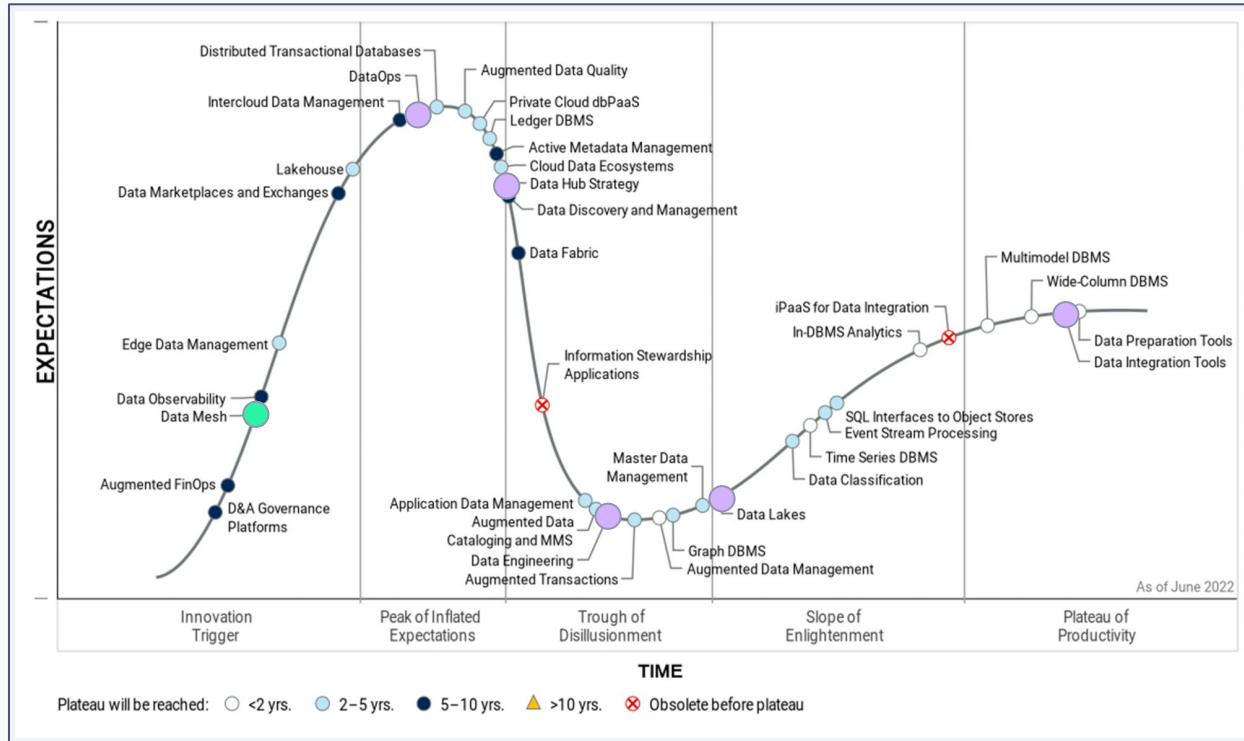 Distributed Transactional Databases
DataOps
Augmented Data Quality
Intercloud Data Management
Private Cloud dbPaaS
Ledger DBMS
Active Metadata Management
Lakehouse
Cloud Data Ecosystems
Data Marketplaces and Exchanges
Data Hub Strategy
Data Discovery and Management
Data Fabric
EXPECTATIONS
Multimodel DBMS
Wide-Column DBMS
iPaaS for Data Integration
In-DBMS Analytics
Edge Data Management
Data Preparation Tools
Information Stewardship
Applications
Data Integration Tools
Data Observability
Data Mesh
SQL Interfaces to Object Stores
Event Stream Processing
Master Data
Management
Time Series DBMS
Augmented FinOps
Data Classification
D&A Governance
Platforms
Application Data Management
Augmented Data
Cataloging and MMS
Data Lakes
Data Engineering
Graph DBMS
Augmented Transactions
Augmented Data Management
As of June 2022
Innovation
Trigger
Peak of Inflated
Expectations
Trough of
Disillusionment
Slope of
Enlightenment
Plateau of
Productivity
TIME
Plateau will be reached: <2 yrs. 2–5 yrs. 5–10 yrs. >10 yrs. Obsolete before plateau